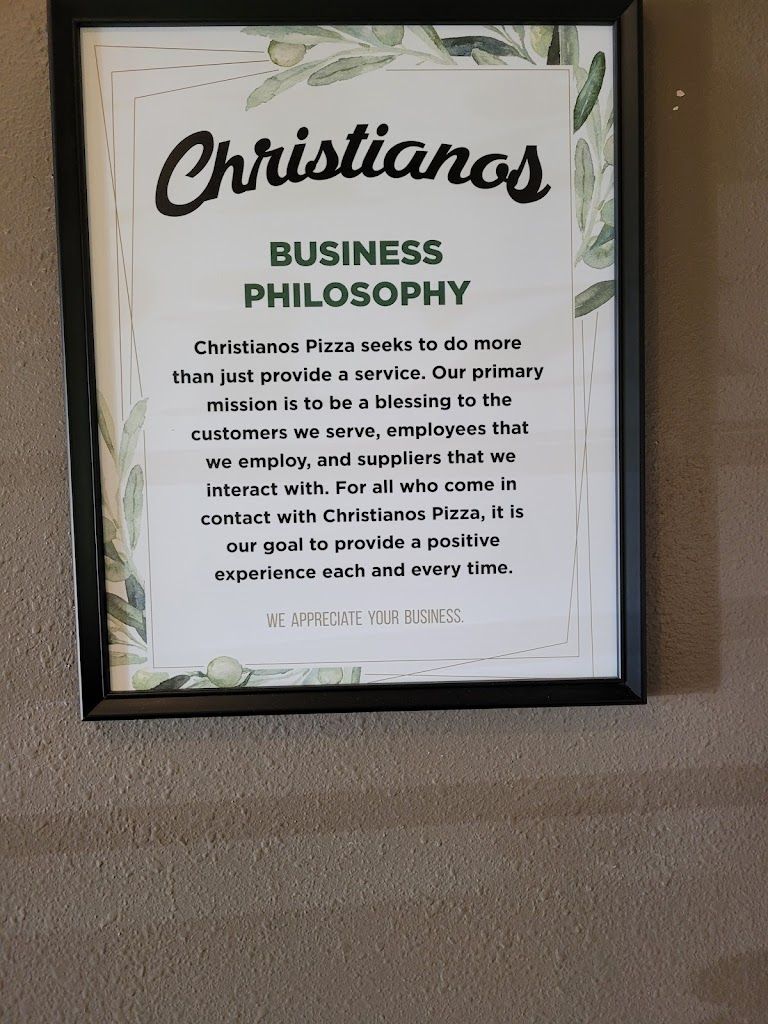 Christianos
BUSINESS
PHILOSOPHY
Christianos Pizza seeks to do more
than just provide a service. Our primary
mission is to be a blessing to the
customers we serve, employees that
we employ, and suppliers that we
interact with. For all who come in
contact with Christianos Pizza, it is
our goal to provide a positive
experience each and every time.
WE APPRECIATE YOUR BUSINESS.